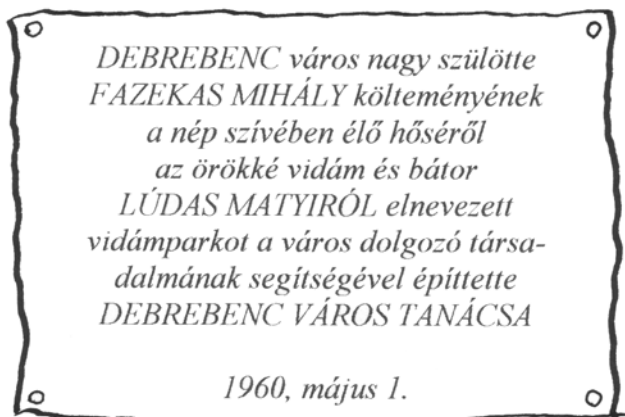 DEBREBENC város nagy szülötte
FAZEKAS MIHÁLY költeményének
a nép szívében élő hőséről
az örökké vidám és bátor
LÚDAS MATYIRÓL elnevezett
vidámparkot a város dolgozó társa-
dalmának segítségével építtette
DEBREBENC VÁROS TANÁCSA
1960, május 1.